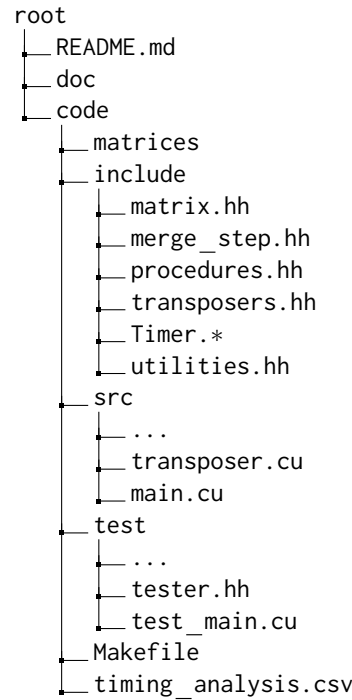 root
README.md
doc
code
matrices
include
matrix.hh
merge_step.hh
procedures.hh
transposers.hh
Timer.*
utilities.hh
src
...
transposer.cu
main.cu
test
...
tester.hh
test_main.cu
Makefile
timing_analysis.csv